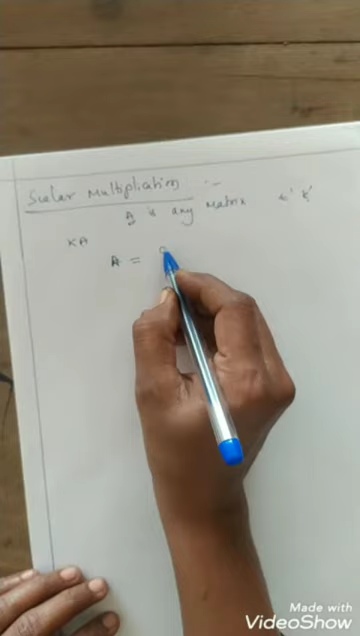 Scalar Multiplication :-
A is any Matrix & 'k'
KA
A =
Made with
VideoShow